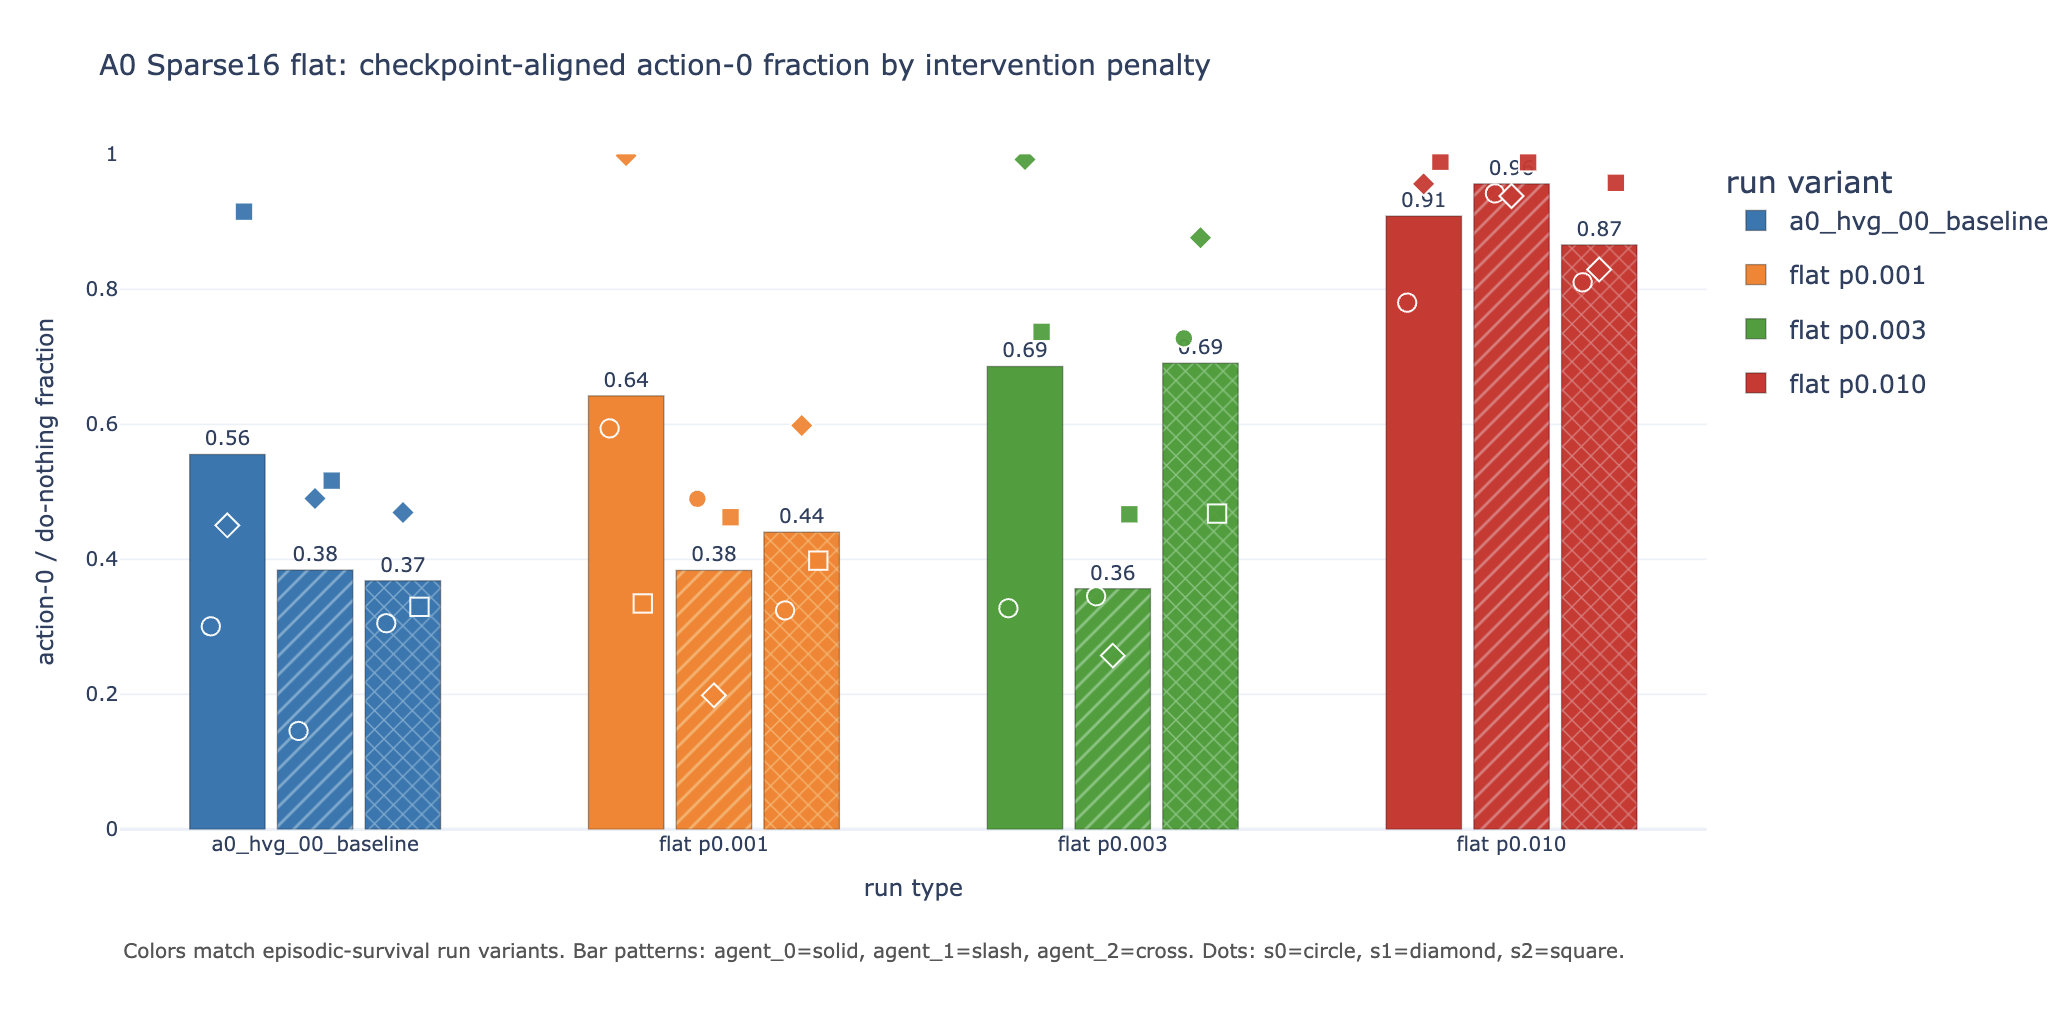 A0 Sparse16 flat: checkpoint-aligned action-0 fraction by intervention penalty
action-0 / do-nothing fraction
1
0.8
0.6
0.4
0.2
0
0.56
0.38
0.37
0.64
0.38
0.44
0.69
0.36
0.69
0.91
0.96
0.87
a0_hvg_00_baseline
flat p0.001
flat p0.003
flat p0.010
run type
run variant
a0_hvg_00_baseline
flat p0.001
flat p0.003
flat p0.010
Colors match episodic-survival run variants. Bar patterns: agent_0=solid, agent_1=slash, agent_2=cross. Dots: s0=circle, s1=diamond, s2=square.